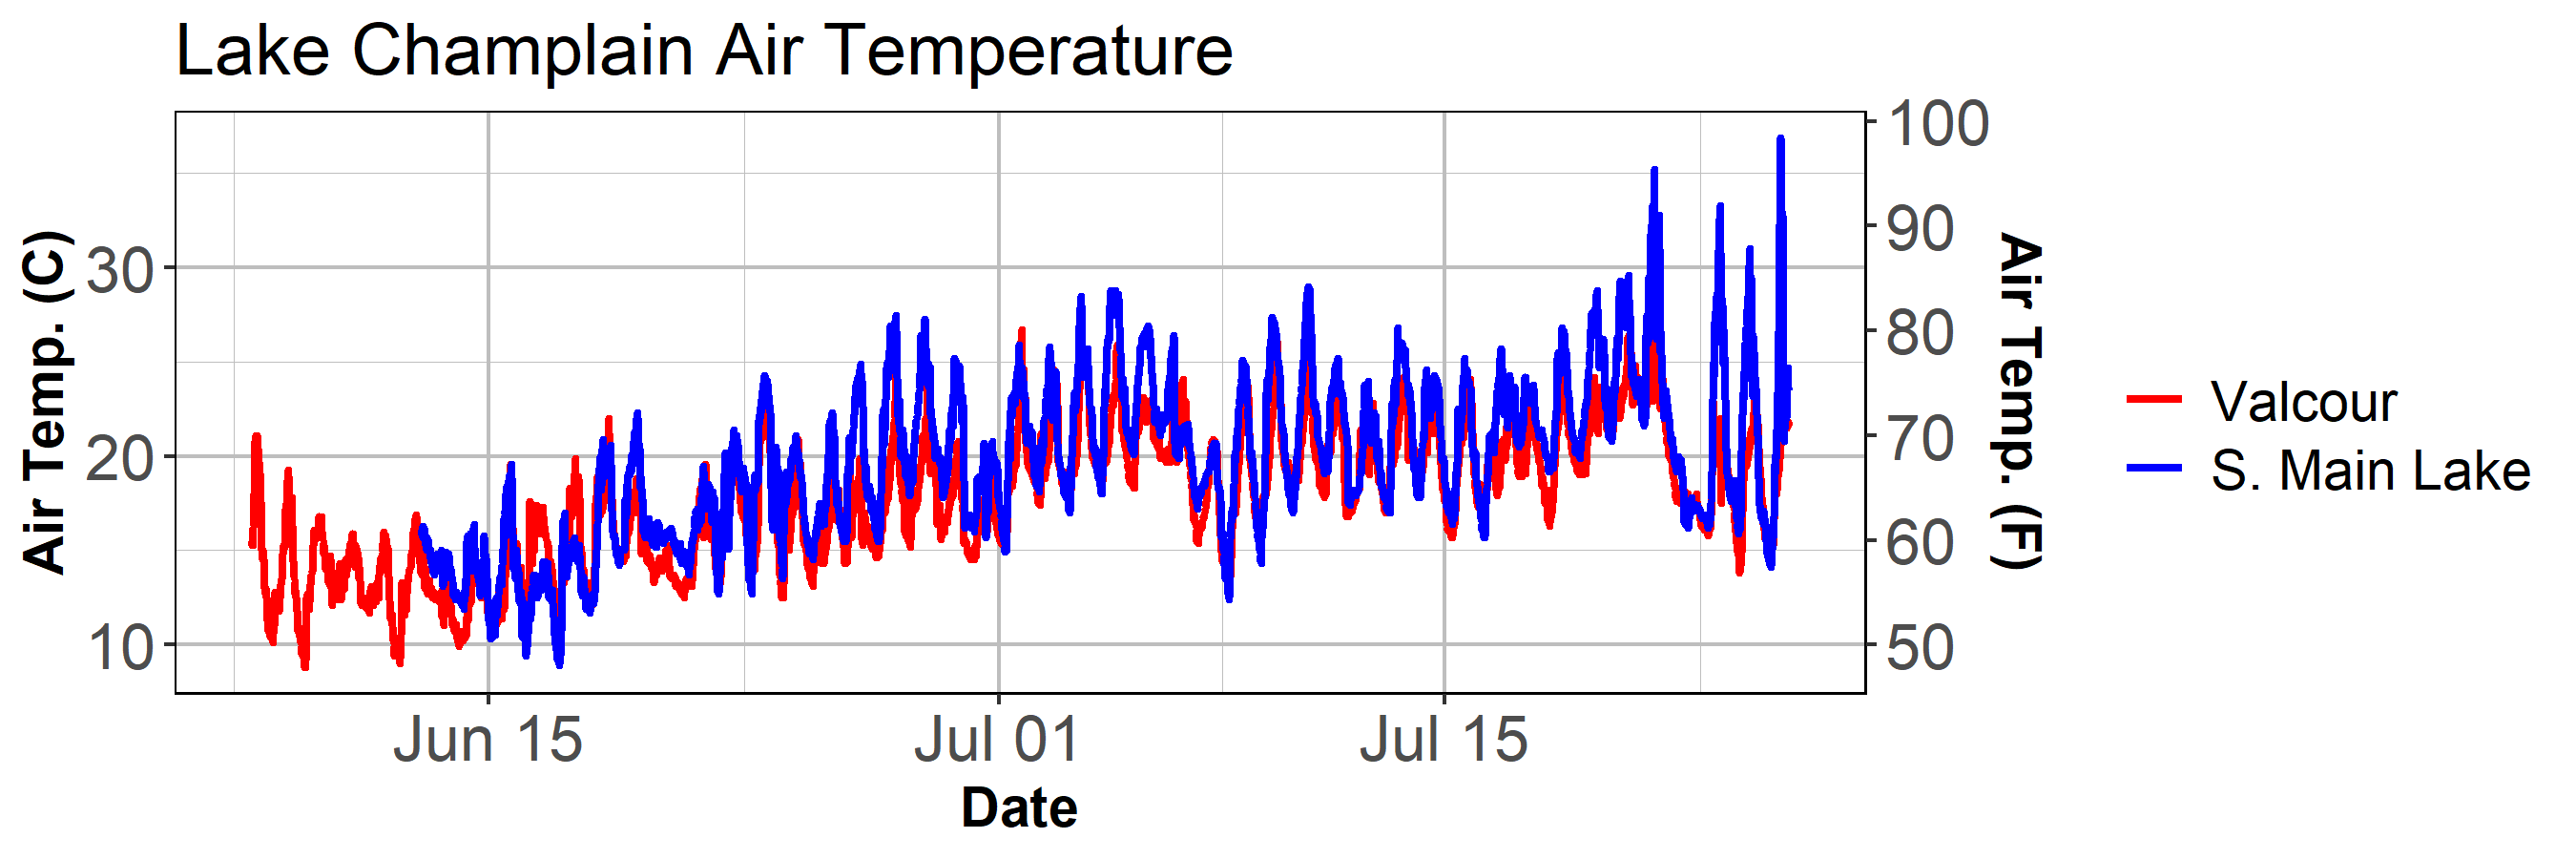 Lake Champlain Air Temperature
Air Temp. (C)
30
20
10
100
90
80
70
60
50
Air Temp. (F)
Jun 15
Jul 01
Jul 15
Date
Valcour
S. Main Lake